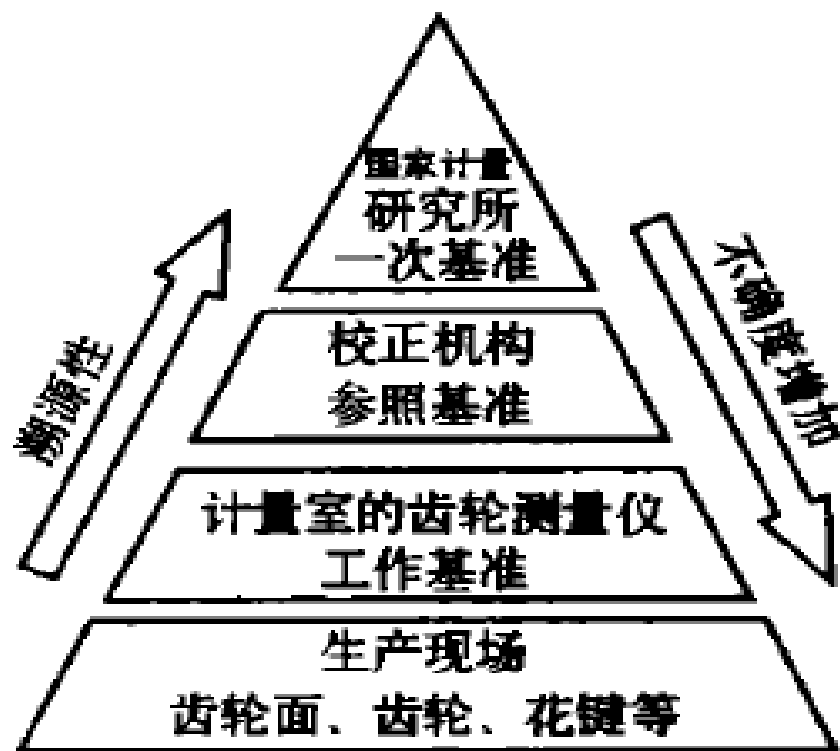 国家计量
研究所
一次基准
溯源性
不确度增加
校正机构
参照基准
计量室的齿轮测量仪
工作基准
生产现场
齿轮面、齿轮、花键等